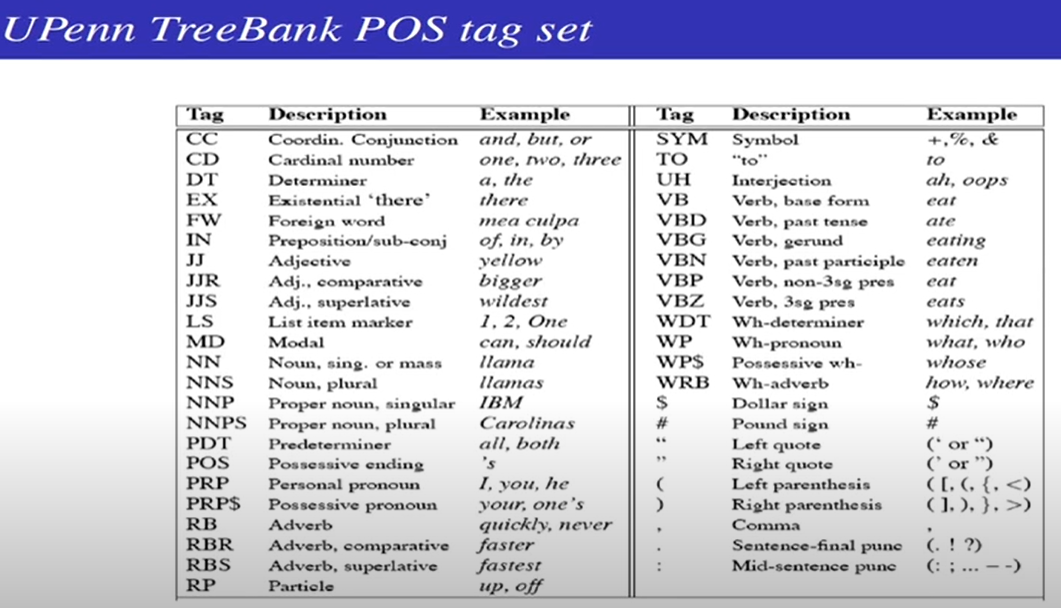 UPenn TreeBank POS tag set
Tag Description Example Tag Description Example
CC Coordin. Conjunction and, but, or SYM Symbol +,%, &
CD Cardinal number one, two, three TO “to” to
DT Determiner a, the UH Interjection ah, oops
EX Existential ‘there’ there VB Verb, base form eat
FW Foreign word mea culpa VBD Verb, past tense ate
IN Preposition/sub-conj of, in, by VBG Verb, gerund eating
JJ Adjective yellow VBN Verb, past participle eaten
JJR Adj., comparative bigger VBP Verb, non-3sg pres eat
JJS Adj., superlative wildest VBZ Verb, 3sg pres eats
LS List item marker 1, 2, One WDT Wh-determiner which, that
MD Modal can, should WP Wh-pronoun what, who
NN Noun, sing. or mass llama WP$ Possessive wh- whose
NNS Noun, plural llamas WRB Wh-adverb how, where
NNP Proper noun, singular IBM $ Dollar sign $
NNPS Proper noun, plural Carolinas # Pound sign #
PDT Predeterminer all, both “ Left quote (‘ or “)
POS Possessive ending ’s ” Right quote (’ or ”)
PRP Personal pronoun I, you, he ( Left parenthesis ([, (, {, <)
PRP$ Possessive pronoun your, one’s ) Right parenthesis (], ), }, >)
RB Adverb quickly, never , Comma ,
RBR Adverb, comparative faster . Sentence-final punc (. ! ?)
RBS Adverb, superlative fastest : Mid-sentence punc (: ; ... – -)
RP Particle up, off